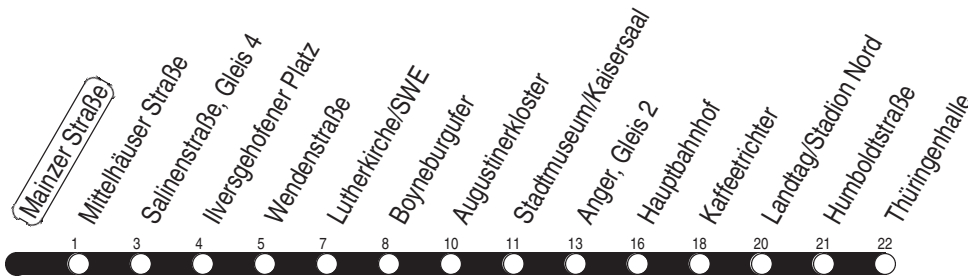 Mainzer Straße
Mittelhäuser Straße
Salinenstraße, Gleis 4
Ilversgehofener Platz
Wendenstraße
Lutherkirche/SWE
Boyneburgufer
Augustinerkloster
Stadtmuseum/Kaisersaal
Anger, Gleis 2
Hauptbahnhof
Kaffeetrichter
Landtag/Stadion Nord
Humboldtstraße
Thüringenhalle
1 3 4 5 7 8 10 11 13 16 18 20 21 22